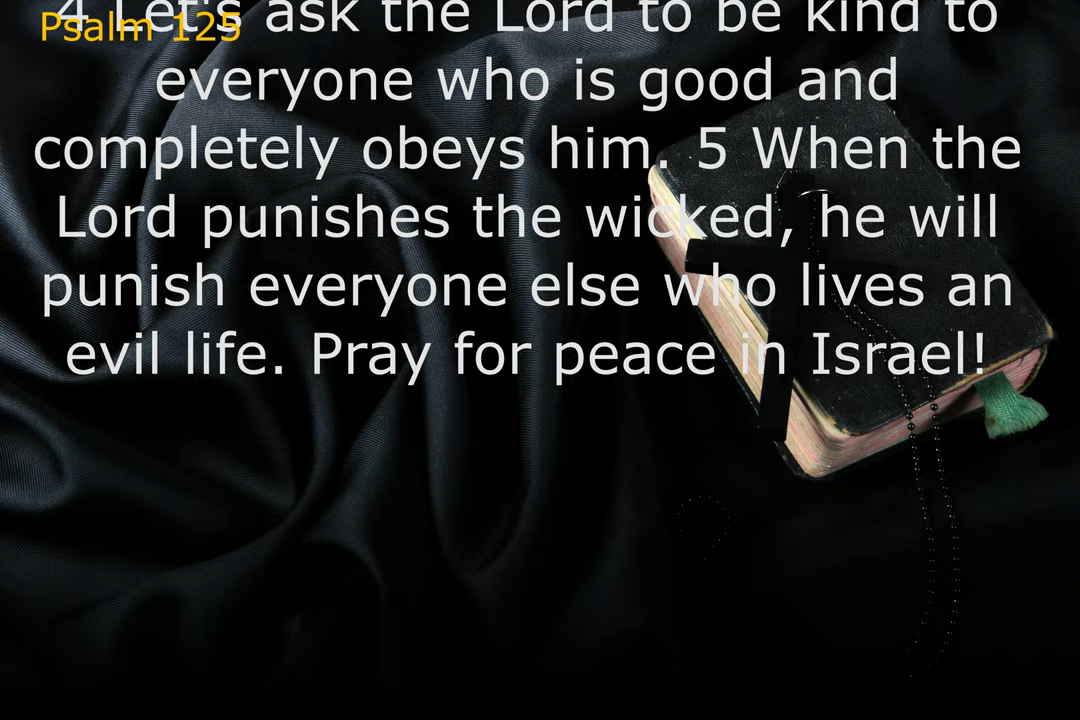 Psalm 125
4 Let's ask the Lord to be kind to
everyone who is good and
completely obeys him. 5 When the
Lord punishes the wicked, he will
punish everyone else who lives an
evil life. Pray for peace in Israel!